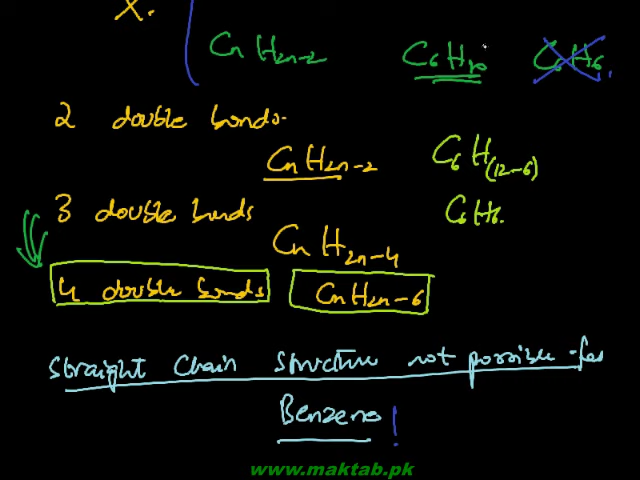 X.
CnH2n-2 C6H10 C6H6.
2 double bonds.
CnH2n-2 C6H(12-6)
3 double bonds C6H6.
CnH2n-4
4 double bonds CnH2n-6
Straight Chain structure not possible for
Benzene!
www.maktab.pk